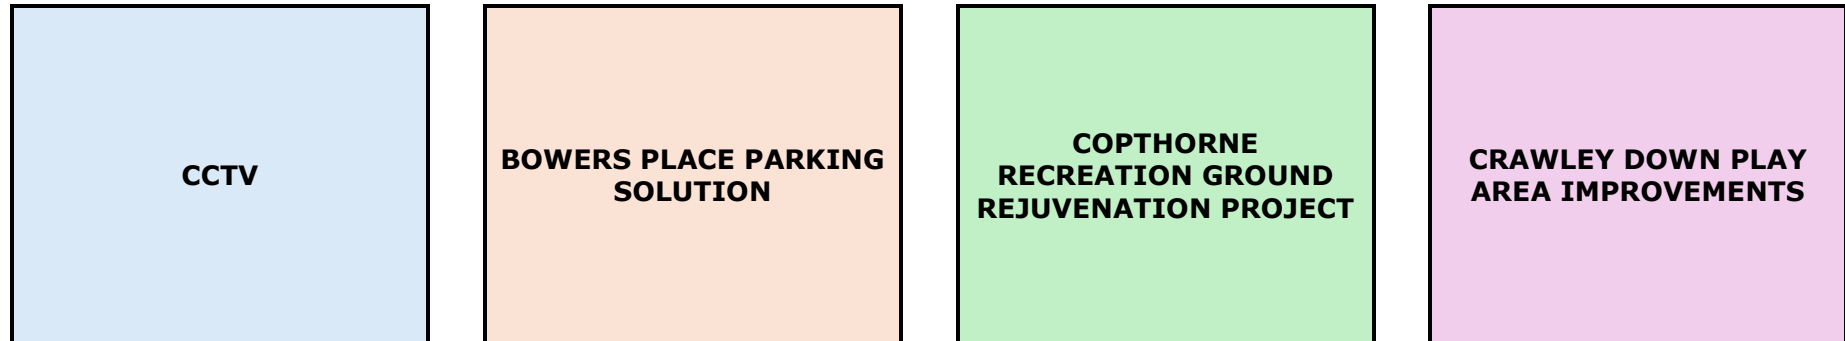 CCTV
BOWERS PLACE PARKING
SOLUTION
COPTHORNE
RECREATION GROUND
REJUVENATION PROJECT
CRAWLEY DOWN PLAY
AREA IMPROVEMENTS